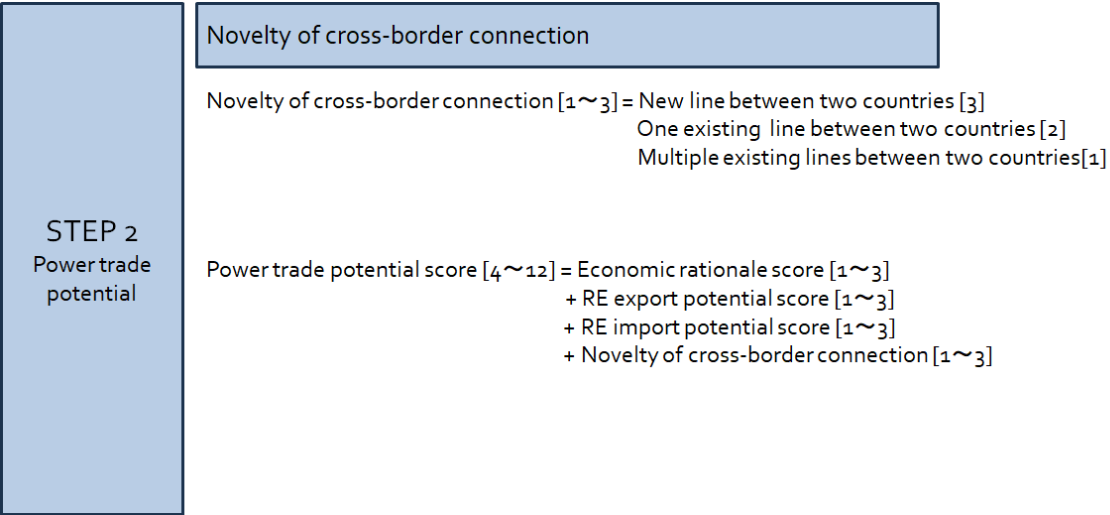 STEP 2
Power trade
potential
Novelty of cross-border connection
Novelty of cross-border connection [1~3] = New line between two countries [3]
One existing line between two countries [2]
Multiple existing lines between two countries[1]
Power trade potential score [4~12] = Economic rationale score [1~3]
+ RE export potential score [1~3]
+ RE import potential score [1~3]
+ Novelty of cross-border connection [1~3]